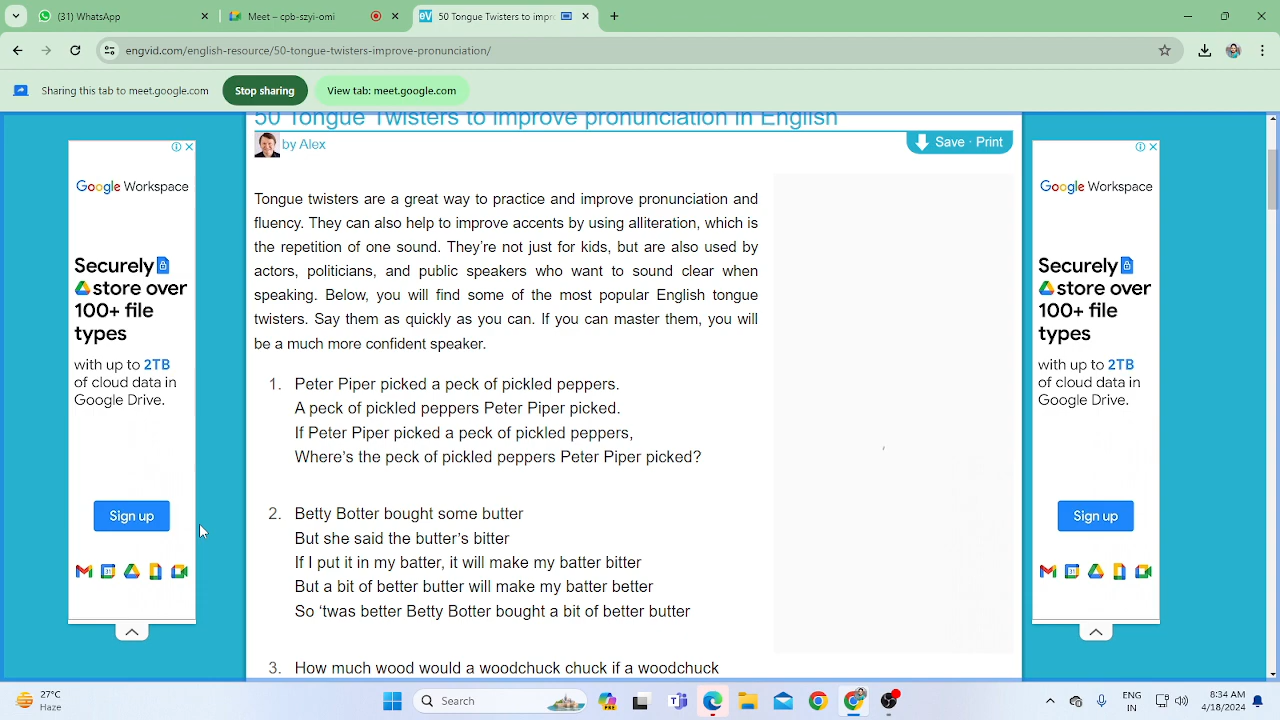 (31) WhatsApp
Meet – cpb-szyi-omi
50 Tongue Twisters to impr
engvid.com/english-resource/50-tongue-twisters-improve-pronunciation/
Sharing this tab to meet.google.com
Stop sharing
View tab: meet.google.com
50 Tongue Twisters to improve pronunciation in English
by Alex
Save · Print
Tongue twisters are a great way to practice and improve pronunciation and
fluency. They can also help to improve accents by using alliteration, which is
the repetition of one sound. They're not just for kids, but are also used by
actors, politicians, and public speakers who want to sound clear when
speaking. Below, you will find some of the most popular English tongue
twisters. Say them as quickly as you can. If you can master them, you will
be a much more confident speaker.
1. Peter Piper picked a peck of pickled peppers.
A peck of pickled peppers Peter Piper picked.
If Peter Piper picked a peck of pickled peppers,
Where's the peck of pickled peppers Peter Piper picked?
2. Betty Botter bought some butter
But she said the butter's bitter
If I put it in my batter, it will make my batter bitter
But a bit of better butter will make my batter better
So 'twas better Betty Botter bought a bit of better butter
3. How much wood would a woodchuck chuck if a woodchuck
Google Workspace
Securely
store over
100+ file
types
with up to 2TB
of cloud data in
Google Drive.
Sign up
Google Workspace
Securely
store over
100+ file
types
with up to 2TB
of cloud data in
Google Drive.
Sign up
27°C
Haze
Search
ENG
IN
8:34 AM
4/18/2024